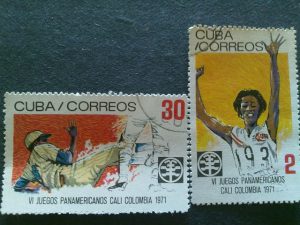 CUBA/CORREOS
30
VI JUEGOS PANAMERICANOS CALI COLOMBIA 1971
CUBA/CORREOS
193
2
VI JUEGOS PANAMERICANOS
CALI COLOMBIA 1971